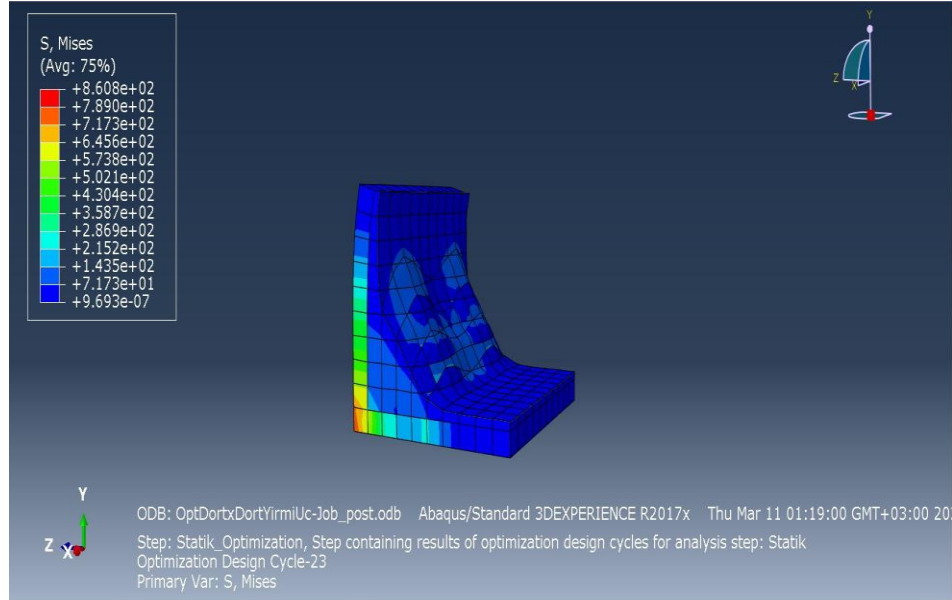 S, Mises
(Avg: 75%)
+8.608e+02
+7.890e+02
+7.173e+02
+6.456e+02
+5.738e+02
+5.021e+02
+4.304e+02
+3.587e+02
+2.869e+02
+2.152e+02
+1.435e+02
+7.173e+01
+9.693e-07
Y
Z
X
Y
Z
X
ODB: OptDortxDortYirmiUc-Job_post.odb Abaqus/Standard 3DEXPERIENCE R2017x Thu Mar 11 01:19:00 GMT+03:00
Step: Statik_Optimization, Step containing results of optimization design cycles for analysis step: Statik
Optimization Design Cycle-23
Primary Var: S, Mises